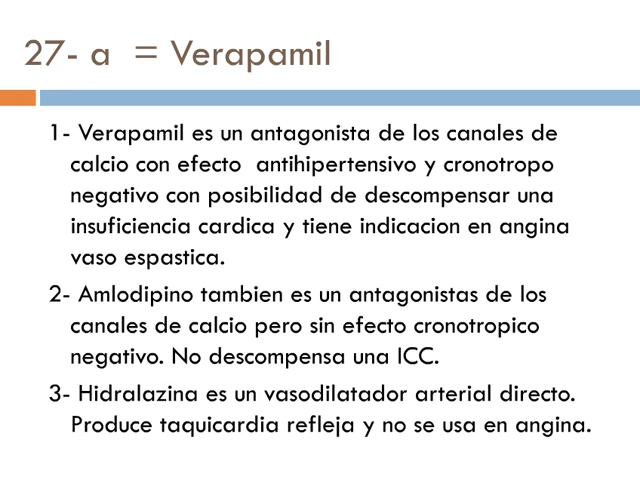 27- a  = Verapamil
1- Verapamil es un antagonista de los canales de
calcio con efecto  antihipertensivo y cronotropo
negativo con posibilidad de descompensar una
insuficiencia cardica y tiene indicacion en angina
vaso espastica.
2- Amlodipino tambien es un antagonistas de los
canales de calcio pero sin efecto cronotropico
negativo. No descompensa una ICC.
3- Hidralazina es un vasodilatador arterial directo.
Produce taquicardia refleja y no se usa en angina.